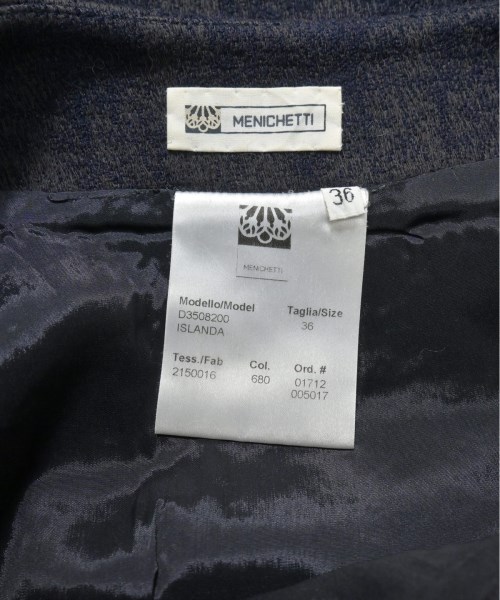 MENICHETTI
36
MENICHETTI
Modello/Model Taglia/Size
D3508200 36
ISLANDA
Tess./Fab Col. Ord. #
2150016 680 01712
005017